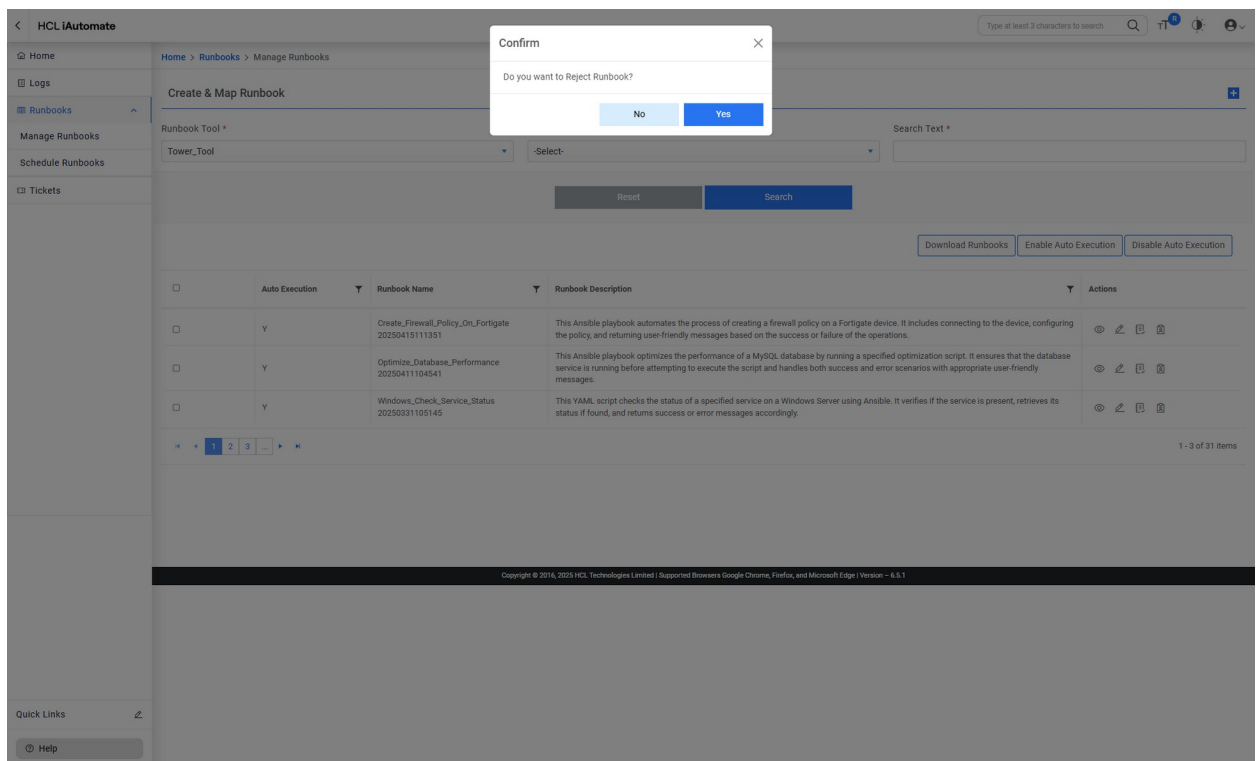 HCL iAutomate
Type at least 3 characters to search
TT
R
Home
Logs
Runbooks
Manage Runbooks
Schedule Runbooks
Tickets
Home > Runbooks > Manage Runbooks
Confirm
Do you want to Reject Runbook?
No
Yes
Create & Map Runbook
Runbook Tool *
Search Text *
Tower_Tool
-Select-
Reset
Search
Download Runbooks
Enable Auto Execution
Disable Auto Execution
Auto Execution
Runbook Name
Runbook Description
Actions
Y
Create_Firewall_Policy_On_Fortigate
20250415111351
This Ansible playbook automates the process of creating a firewall policy on a Fortigate device. It includes connecting to the device, configuring
the policy, and returning user-friendly messages based on the success or failure of the operations.
Y
Optimize_Database_Performance
20250411104541
This Ansible playbook optimizes the performance of a MySQL database by running a specified optimization script. It ensures that the database
service is running before attempting to execute the script and handles both success and error scenarios with appropriate user-friendly
messages.
Y
Windows_Check_Service_Status
20250331105145
This YAML script checks the status of a specified service on a Windows Server using Ansible. It verifies if the service is present, retrieves its
status if found, and returns success or error messages accordingly.
1 2 3 ...
1 - 3 of 31 items
Copyright © 2016, 2025 HCL Technologies Limited | Supported Browsers Google Chrome, Firefox, and Microsoft Edge | Version – 6.5.1
Quick Links
Help